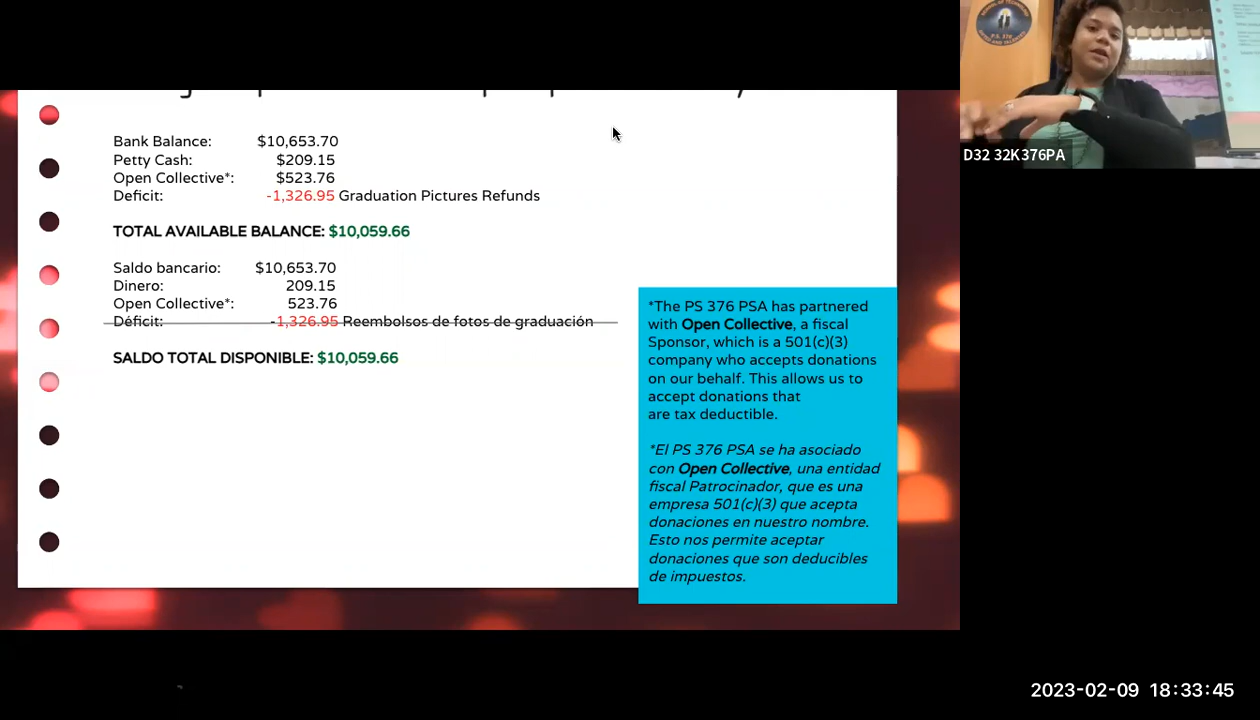 Bank Balance: $10,653.70
Petty Cash: $209.15
Open Collective*: $523.76
Deficit: -1,326.95 Graduation Pictures Refunds
TOTAL AVAILABLE BALANCE: $10,059.66
Saldo bancario: $10,653.70
Dinero: 209.15
Open Collective*: 523.76
Déficit: -1,326.95 Reembolsos de fotos de graduación
SALDO TOTAL DISPONIBLE: $10,059.66
*The PS 376 PSA has partnered
with Open Collective, a fiscal
Sponsor, which is a 501(c)(3)
company who accepts donations
on our behalf. This allows us to
accept donations that
are tax deductible.
*El PS 376 PSA se ha asociado
con Open Collective, una entidad
fiscal Patrocinador, que es una
empresa 501(c)(3) que acepta
donaciones en nuestro nombre.
Esto nos permite aceptar
donaciones que son deducibles
de impuestos.
D32 32K376PA
2023-02-09 18:33:45